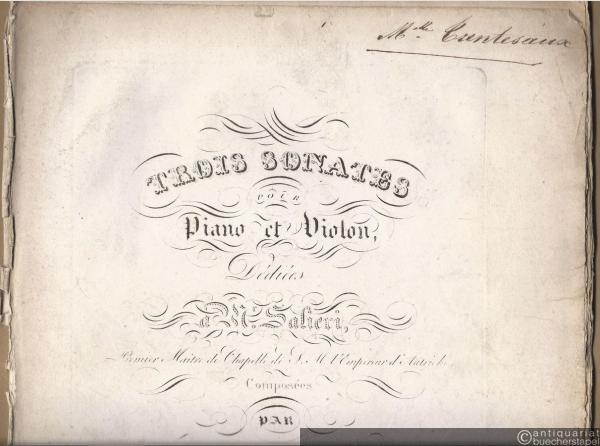 Mlle
TROIS SONATES
POUR
Piano et Violon,
Dédiées
à Mr. Salieri,
Premier Maître de Chapelle de S. M. l'Empereur d'Autriche
Composées
PAR
©antiquariat
buecherstapel